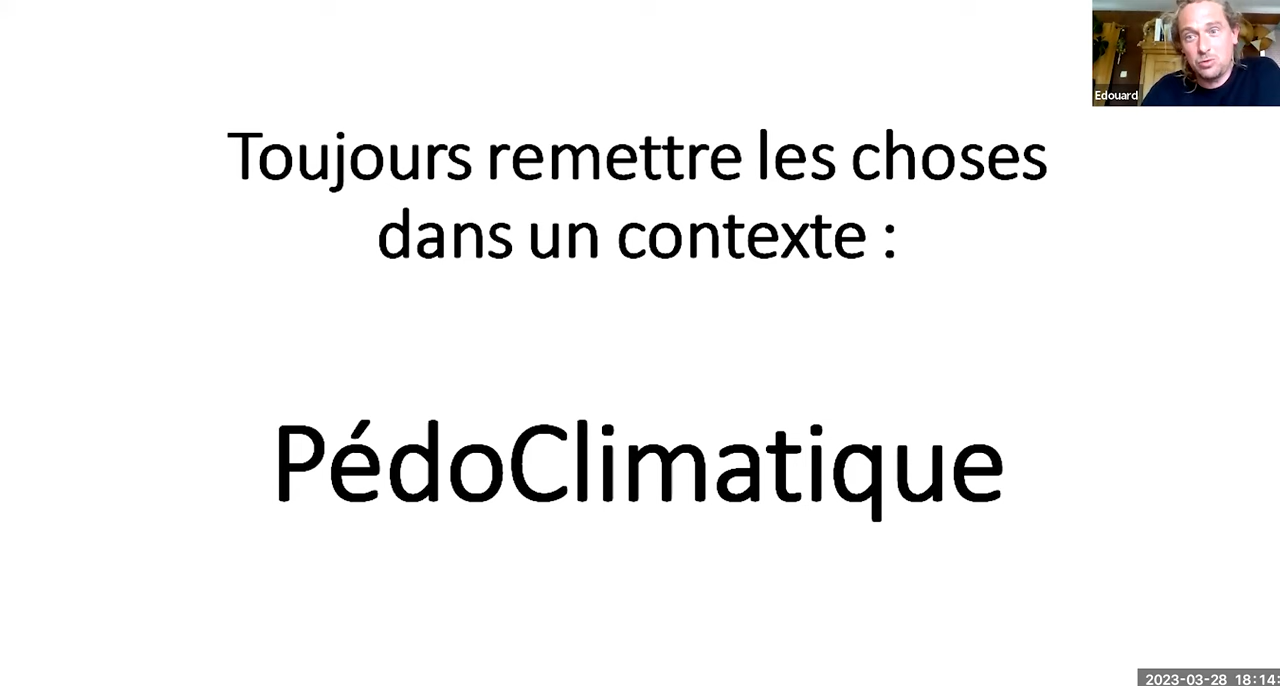 Edouard
Toujours remettre les choses
dans un contexte :
PédoClimatique
2023-03-28 18:14: